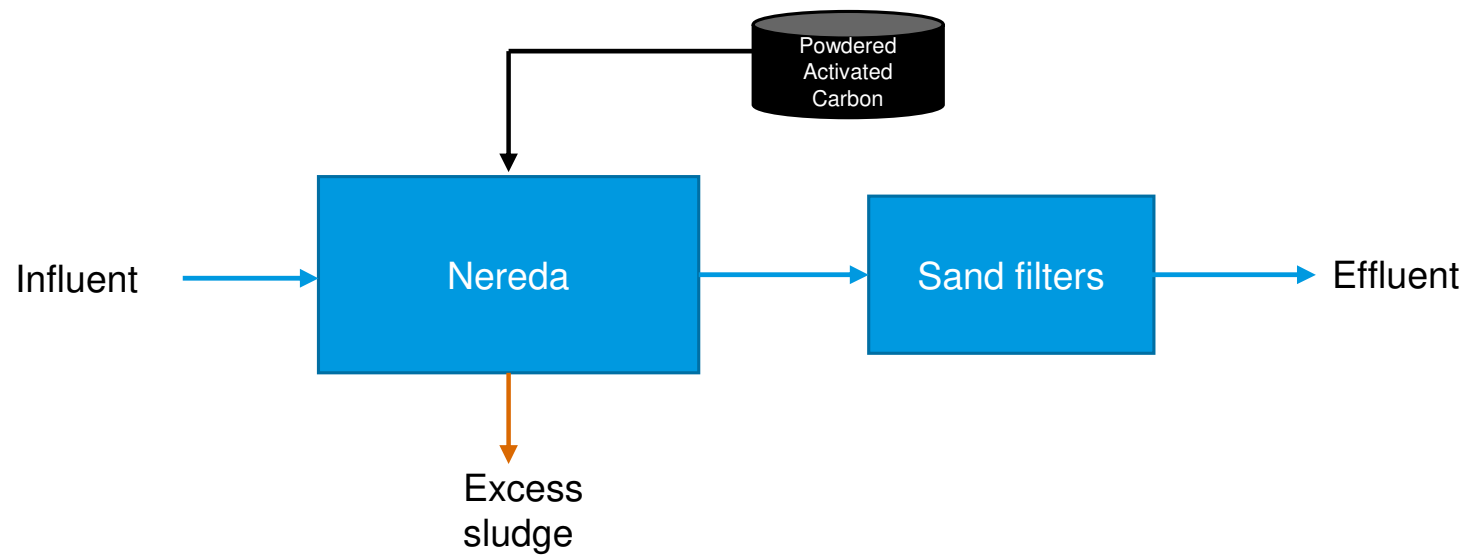 Powdered
Activated
Carbon
Influent
Nereda
Sand filters
Effluent
Excess
sludge